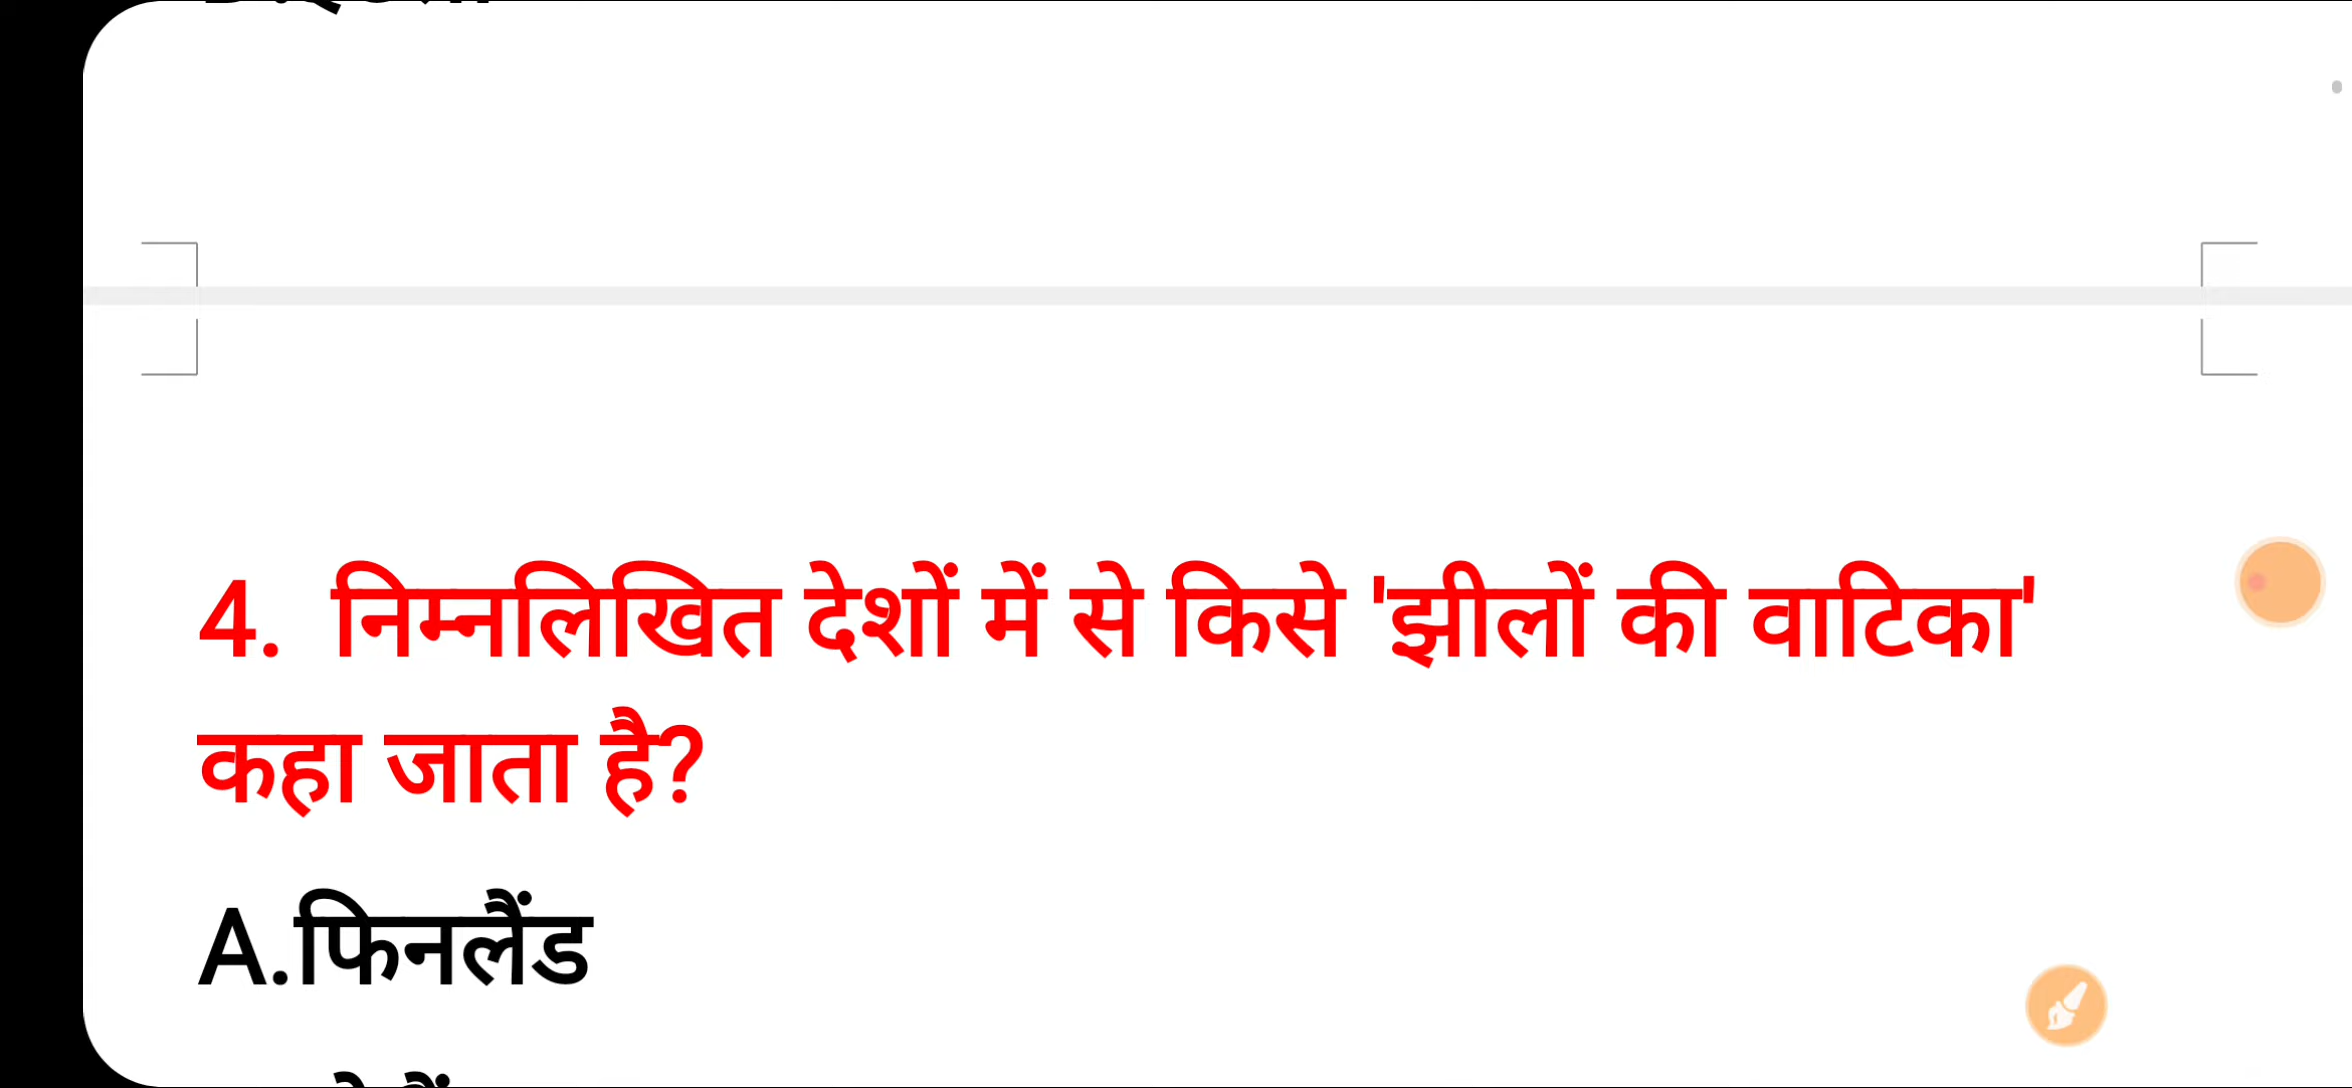 4. निम्नलिखित देशों में से किसे 'झीलों की वाटिका'
कहा जाता है?
A.फिनलैंड